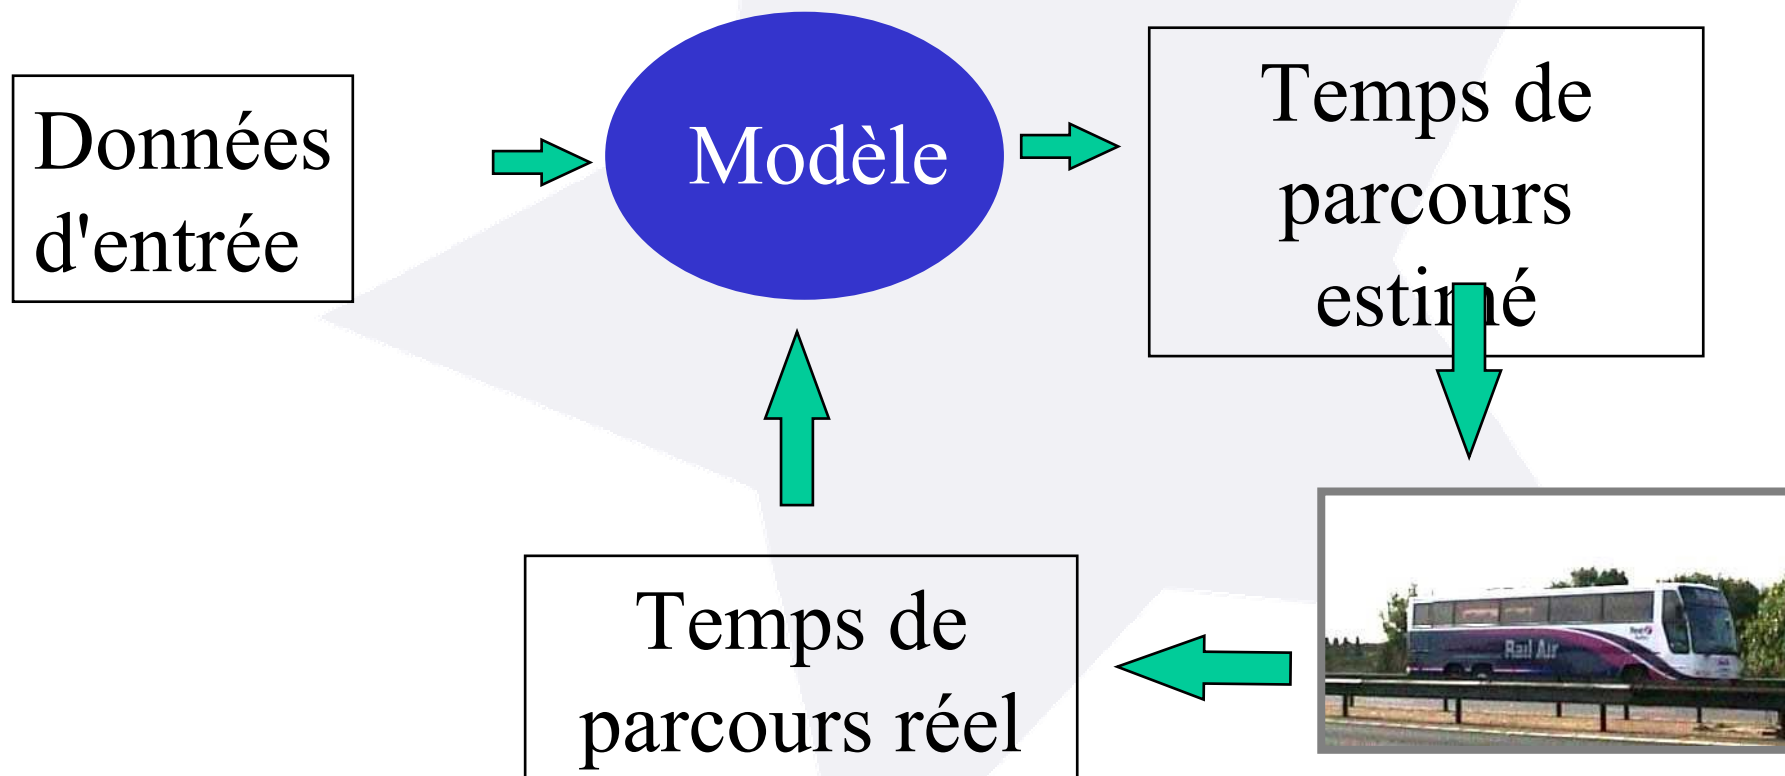 Données
d'entrée
Modèle
Temps de
parcours
estimé
Temps de
parcours réel
Rail Air